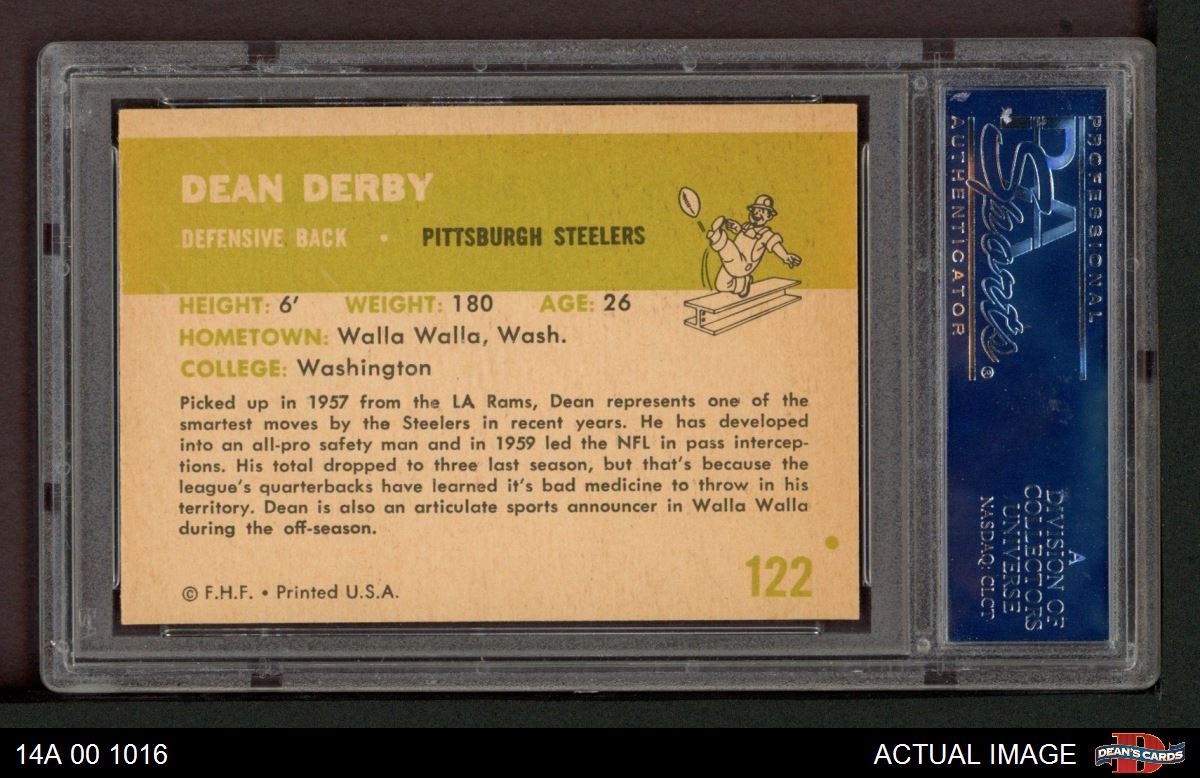 DEAN DERBY
DEFENSIVE BACK • PITTSBURGH STEELERS
HEIGHT: 6' WEIGHT: 180 AGE: 26
HOMETOWN: Walla Walla, Wash.
COLLEGE: Washington
Picked up in 1957 from the LA Rams, Dean represents one of the
smartest moves by the Steelers in recent years. He has developed
into an all-pro safety man and in 1959 led the NFL in pass intercep-
tions. His total dropped to three last season, but that's because the
league's quarterbacks have learned it's bad medicine to throw in his
territory. Dean is also an articulate sports announcer in Walla Walla
during the off-season.
122
© F.H.F. • Printed U.S.A.
PROFESSIONAL
PSA
Sports®
AUTHENTICATOR
A
DIVISION OF
COLLECTORS
UNIVERSE
NASDAQ: CLCT
14A 00 1016
ACTUAL IMAGE
D
DEAN'S CARDS